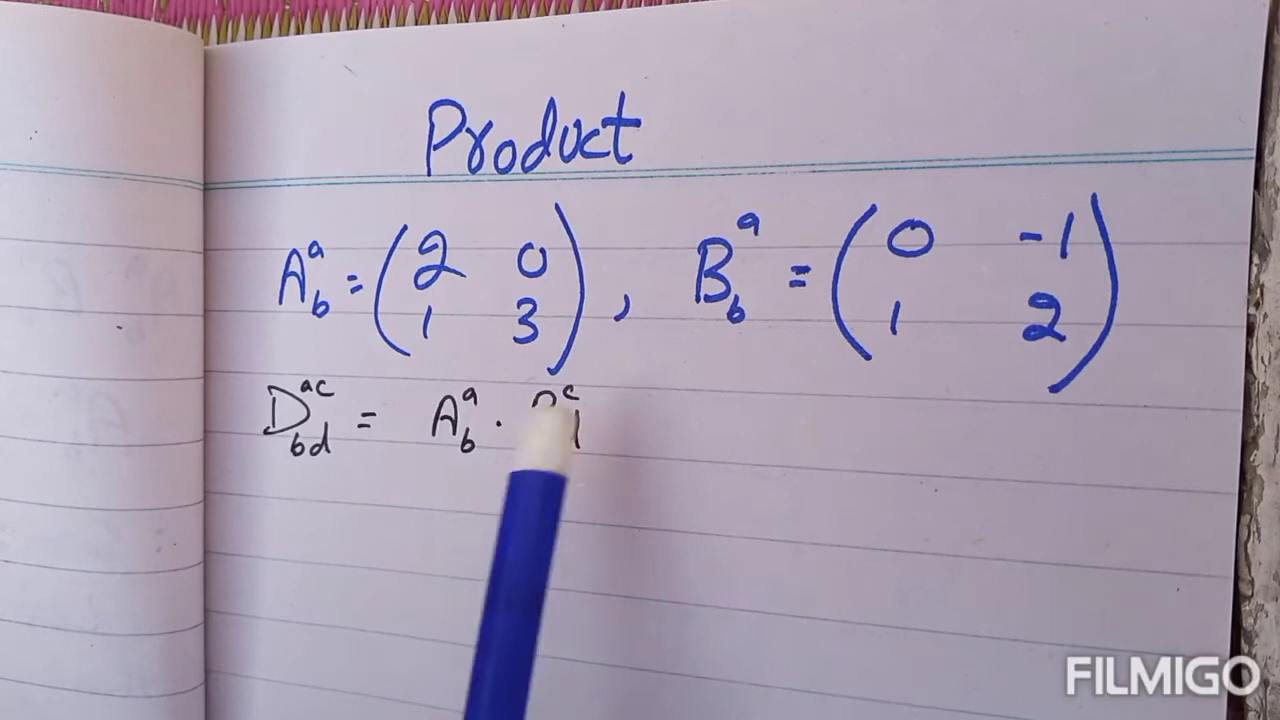 Product
A^a_b = (2 0 1 3), B^a_b = (0 -1 1 2)
D^ac_bd = A^a_b ·
FILMIGO